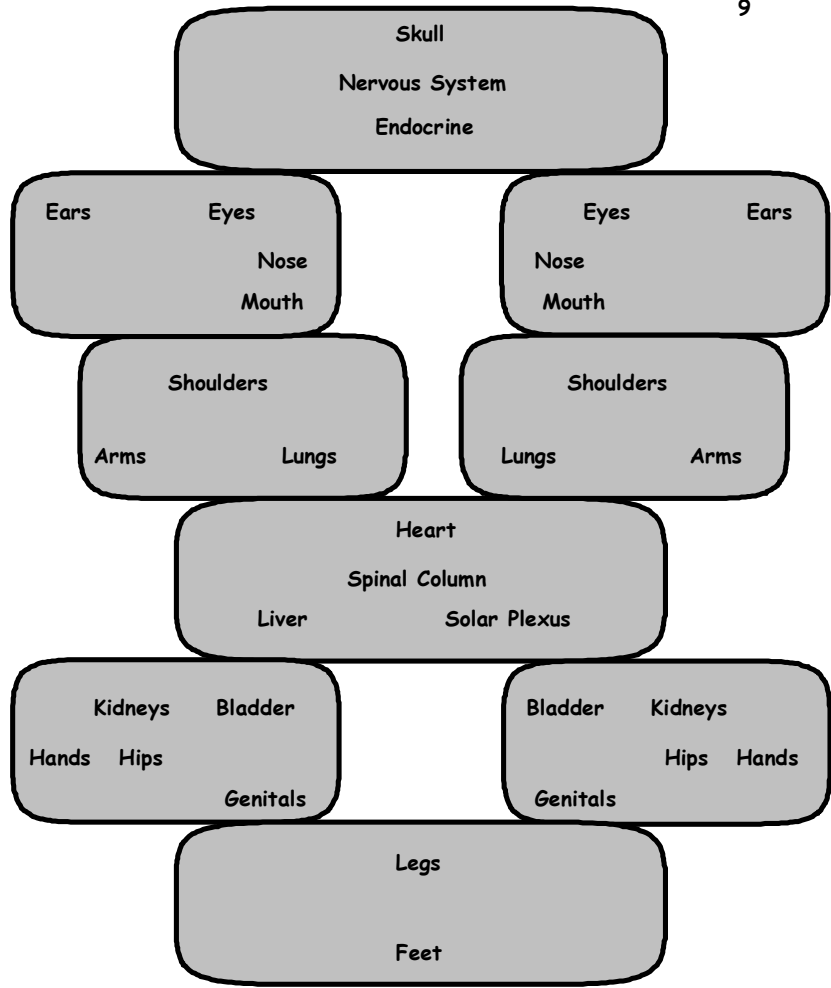 9
Skull
Nervous System
Endocrine
Ears Eyes
Nose
Mouth
Eyes Ears
Nose
Mouth
Shoulders
Arms Lungs
Shoulders
Lungs Arms
Heart
Spinal Column
Liver Solar Plexus
Kidneys Bladder
Hands Hips
Genitals
Bladder Kidneys
Hips Hands
Genitals
Legs
Feet